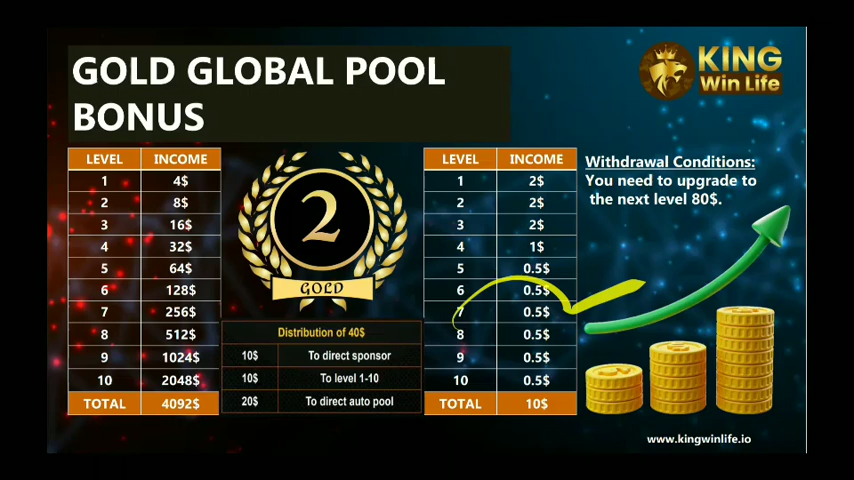 GOLD GLOBAL POOL
BONUS
KING
Win Life
LEVEL INCOME
1 4$
2 8$
3 16$
4 32$
5 64$
6 128$
7 256$
8 512$
9 1024$
10 2048$
TOTAL 4092$
2
GOLD
Distribution of 40$
10$ To direct sponsor
10$ To level 1-10
20$ To direct auto pool
LEVEL INCOME
1 2$
2 2$
3 2$
4 1$
5 0.5$
6 0.5$
7 0.5$
8 0.5$
9 0.5$
10 0.5$
TOTAL 10$
Withdrawal Conditions:
You need to upgrade to
the next level 80$.
www.kingwinlife.io